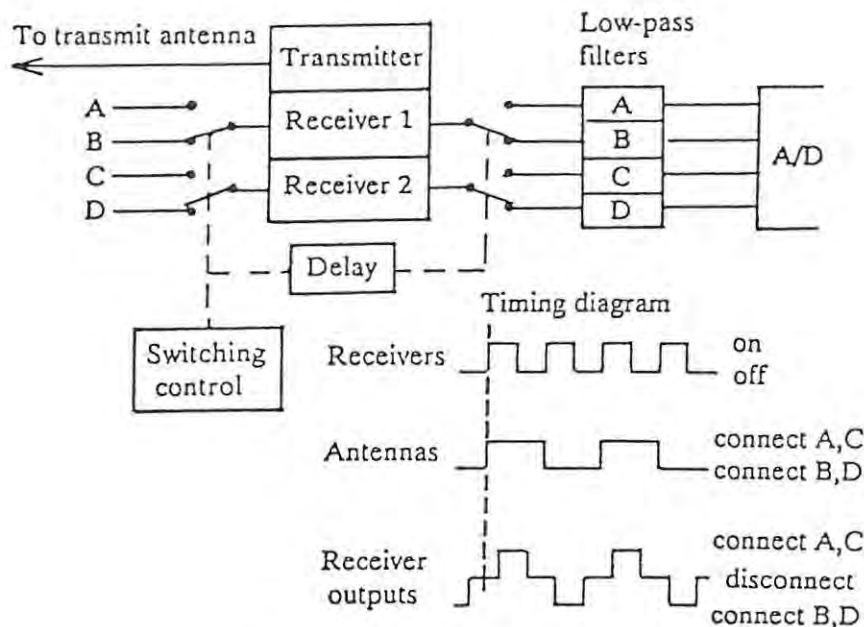 To transmit antenna
Transmitter
Receiver 1
Receiver 2
A
B
C
D
Low-pass
filters
A
B
C
D
A/D
Delay
Switching
control
Timing diagram
Receivers
on
off
Antennas
connect A,C
connect B,D
Receiver
outputs
connect A,C
disconnect
connect B,D